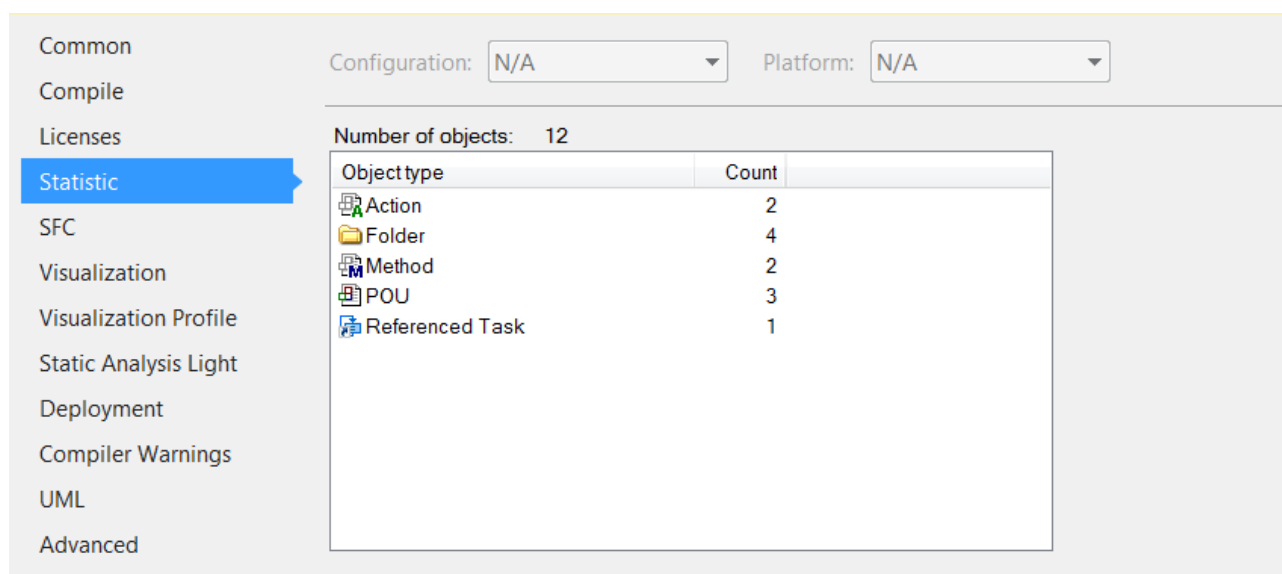 Common
Compile
Licenses
Statistic
SFC
Visualization
Visualization Profile
Static Analysis Light
Deployment
Compiler Warnings
UML
Advanced
Configuration: N/A Platform: N/A
Number of objects: 12
Object type Count
Action 2
Folder 4
Method 2
POU 3
Referenced Task 1